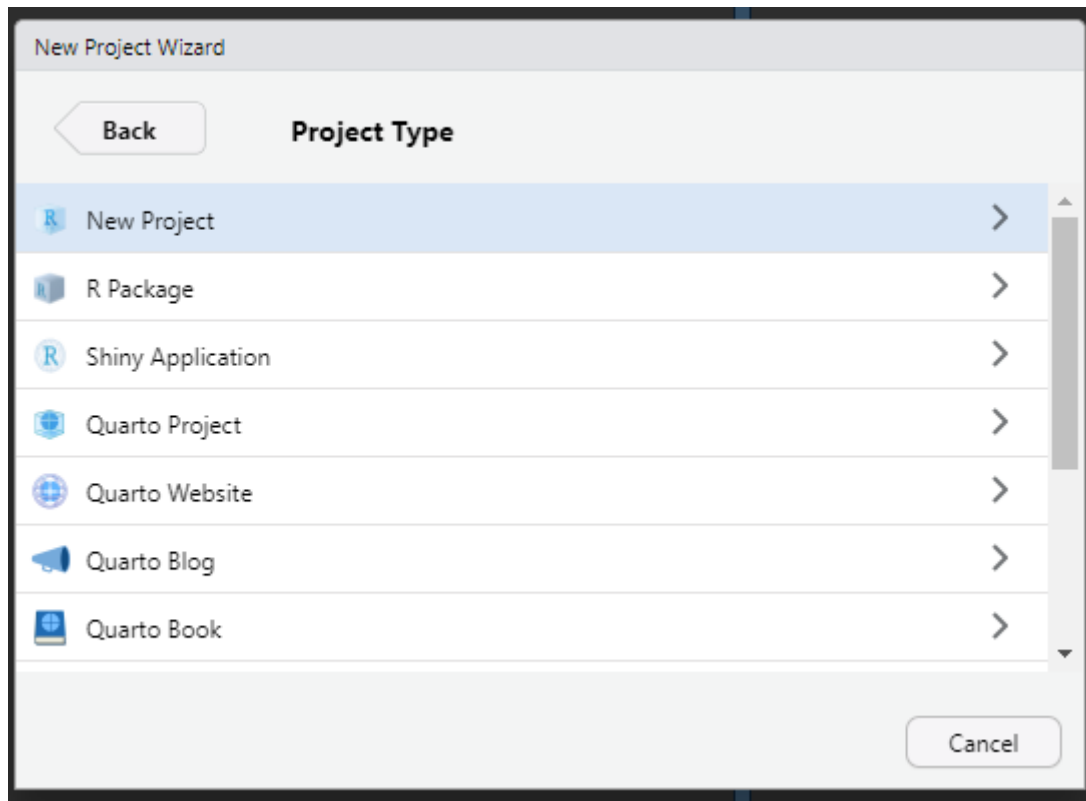 New Project Wizard
Back
Project Type
New Project
R Package
Shiny Application
Quarto Project
Quarto Website
Quarto Blog
Quarto Book
Cancel